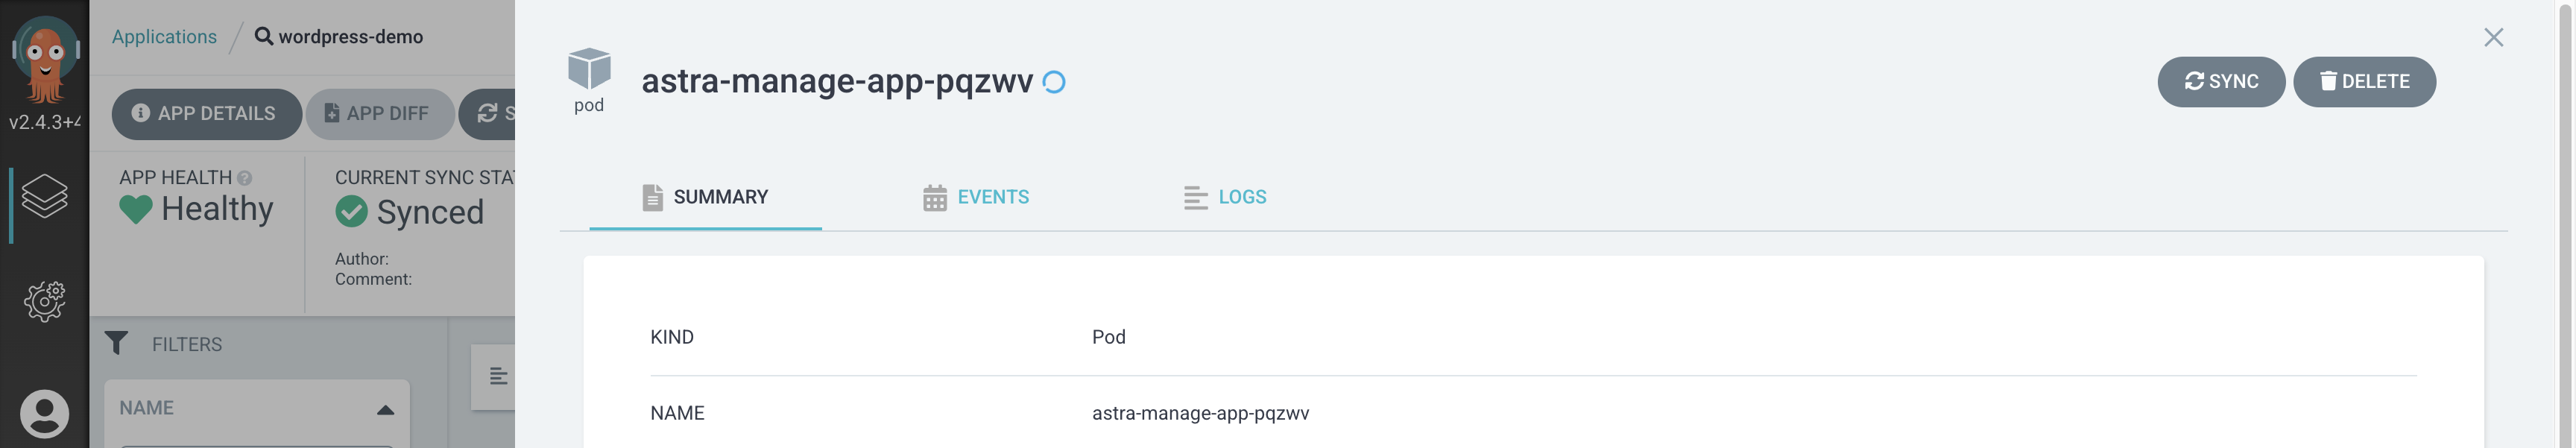 v2.4.3+4
Applications / wordpress-demo
APP DETAILS
APP DIFF
S
APP HEALTH
Healthy
CURRENT SYNC STAT
Synced
Author:
Comment:
FILTERS
NAME
pod
astra-manage-app-pqzwv
SYNC
DELETE
SUMMARY
EVENTS
LOGS
KIND Pod
NAME astra-manage-app-pqzwv